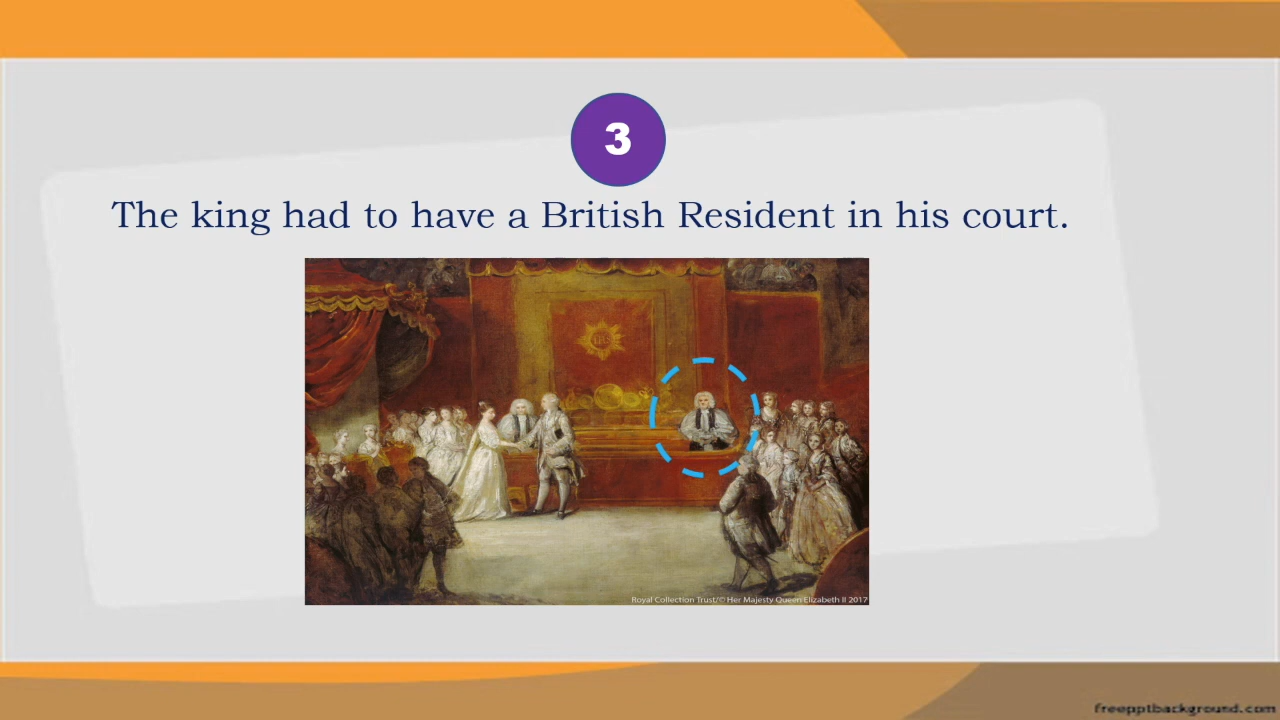 3
The king had to have a British Resident in his court.
Royal Collection Trust/© Her Majesty Queen Elizabeth II 2017
freepptbackground.com